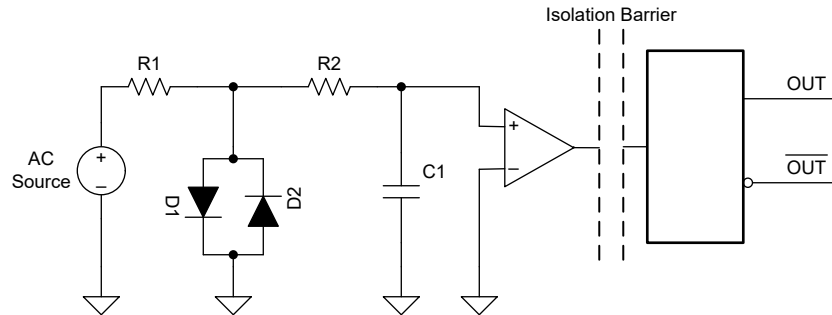 Isolation Barrier
R1
R2
OUT
AC
Source
+
−
D1
D2
C1
+
−
OUT